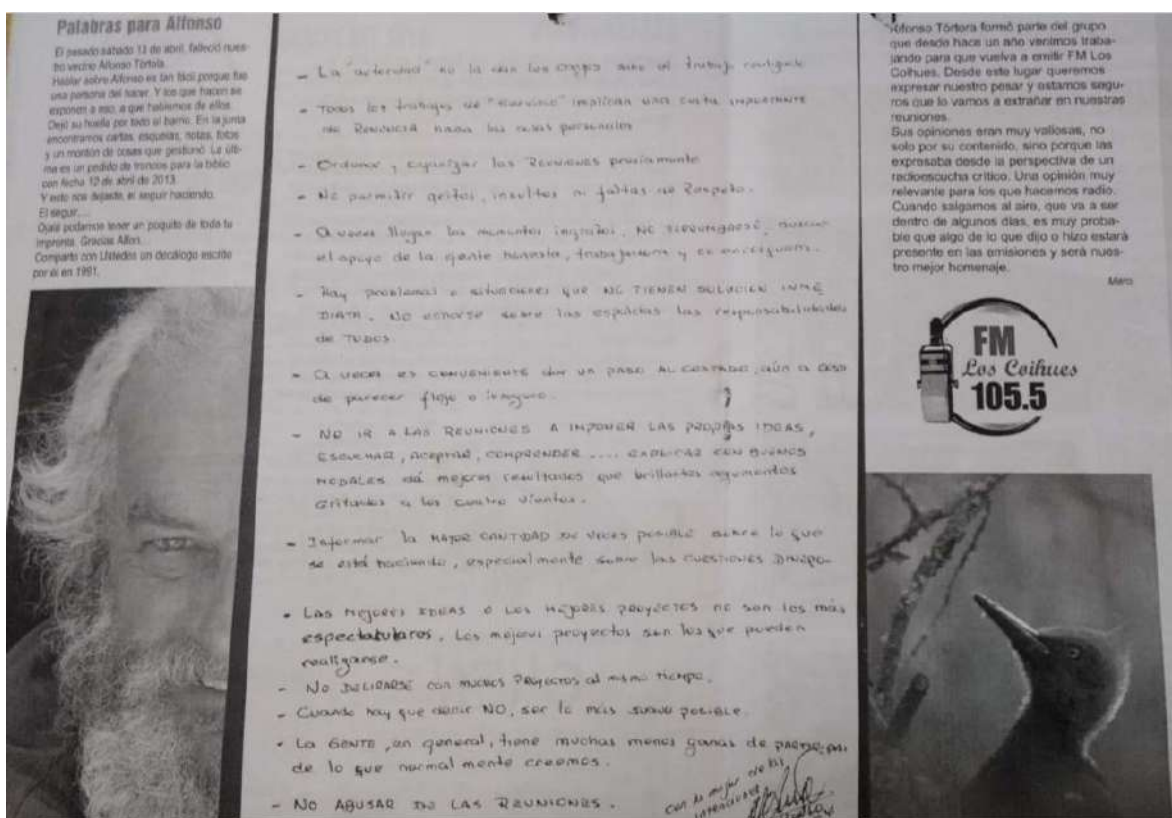 Palabras para Alfonso
El pasado sábado 13 de abril, falleció nues-
tro vecino Alfonso Tórtola.
Hablar sobre Alfonso es tan fácil porque fue
una persona del hacer. Y los que hacen se
exponen a eso, a que hablemos de ellos.
Dejó su huella por todo el barrio. En la junta
encontramos cartas, esquelas, notas, fotos
y un montón de cosas que gestionó. La últi-
ma es un pedido de troncos para la biblio
con fecha 12 de abril de 2013.
Y esto nos dejaste, el seguir haciendo.
El seguir....
Ojalá podamos tener un poquito de toda tu
impronta. Gracias Alfon...
Comparto con Ustedes un decálogo escrito
por él en 1991.
- La "autoridad" no la dan los cargos sino el trabajo
- Todos los trabajos de "servicio" implican una cuota IMPORTANTE
de RENUNCIA hacia las cosas personales
- Ordenar y organizar las REUNIONES previamente
- No permitir gritos, insultos ni faltas de Respeto.
- A veces llegan los momentos ingratos, NO buscar
el apoyo de la gente honesta, trabajadora y
- Hay problemas o situaciones que NO TIENEN SOLUCIÓN INME
DIATA. NO echarse sobre las espaldas las responsabilidades
de TODOS.
- A veces es CONVENIENTE dar un PASO AL COSTADO, aún a
de parecer flojo o inseguro.
- NO IR A LAS REUNIONES A IMPONER LAS PROPIAS IDEAS,
ESCUCHAR, ACEPTAR, COMPRENDER .... EXPLICAR CON BUENOS
MODALES dá mejores resultados que brillantes argumentos
Gritados a los cuatro vientos.
- Informar la MAYOR CANTIDAD DE VECES POSIBLE sobre lo que
se está haciendo, especialmente sobre las CUESTIONES
- LAS MEJORES IDEAS o LOS MEJORES PROYECTOS no son los más
espectaculares. Los mejores proyectos son los que pueden
realizarse.
- NO DELIRARSE con MUCHOS PROYECTOS al mismo tiempo.
- Cuando hay que decir NO, ser lo más SUAVE POSIBLE.
- La GENTE, en general, tiene muchas menos ganas de
de lo que normalmente creemos.
- NO ABUSAR DE LAS REUNIONES.
con la mejor de las
intenciones
Alfonso Tórtora formó parte del grupo
que desde hace un año venimos traba-
jando para que vuelva a emitir FM Los
Coihues. Desde este lugar queremos
expresar nuestro pesar y estamos segu-
ros que lo vamos a extrañar en nuestras
reuniones.
Sus opiniones eran muy valiosas, no
solo por su contenido, sino porque las
expresaba desde la perspectiva de un
radioescucha crítico. Una opinión muy
relevante para los que hacemos radio.
Cuando salgamos al aire, que va a ser
dentro de algunos días, es muy proba-
ble que algo de lo que dijo o hizo estará
presente en las emisiones y será nues-
tro mejor homenaje.
FM
Los Coihues
105.5